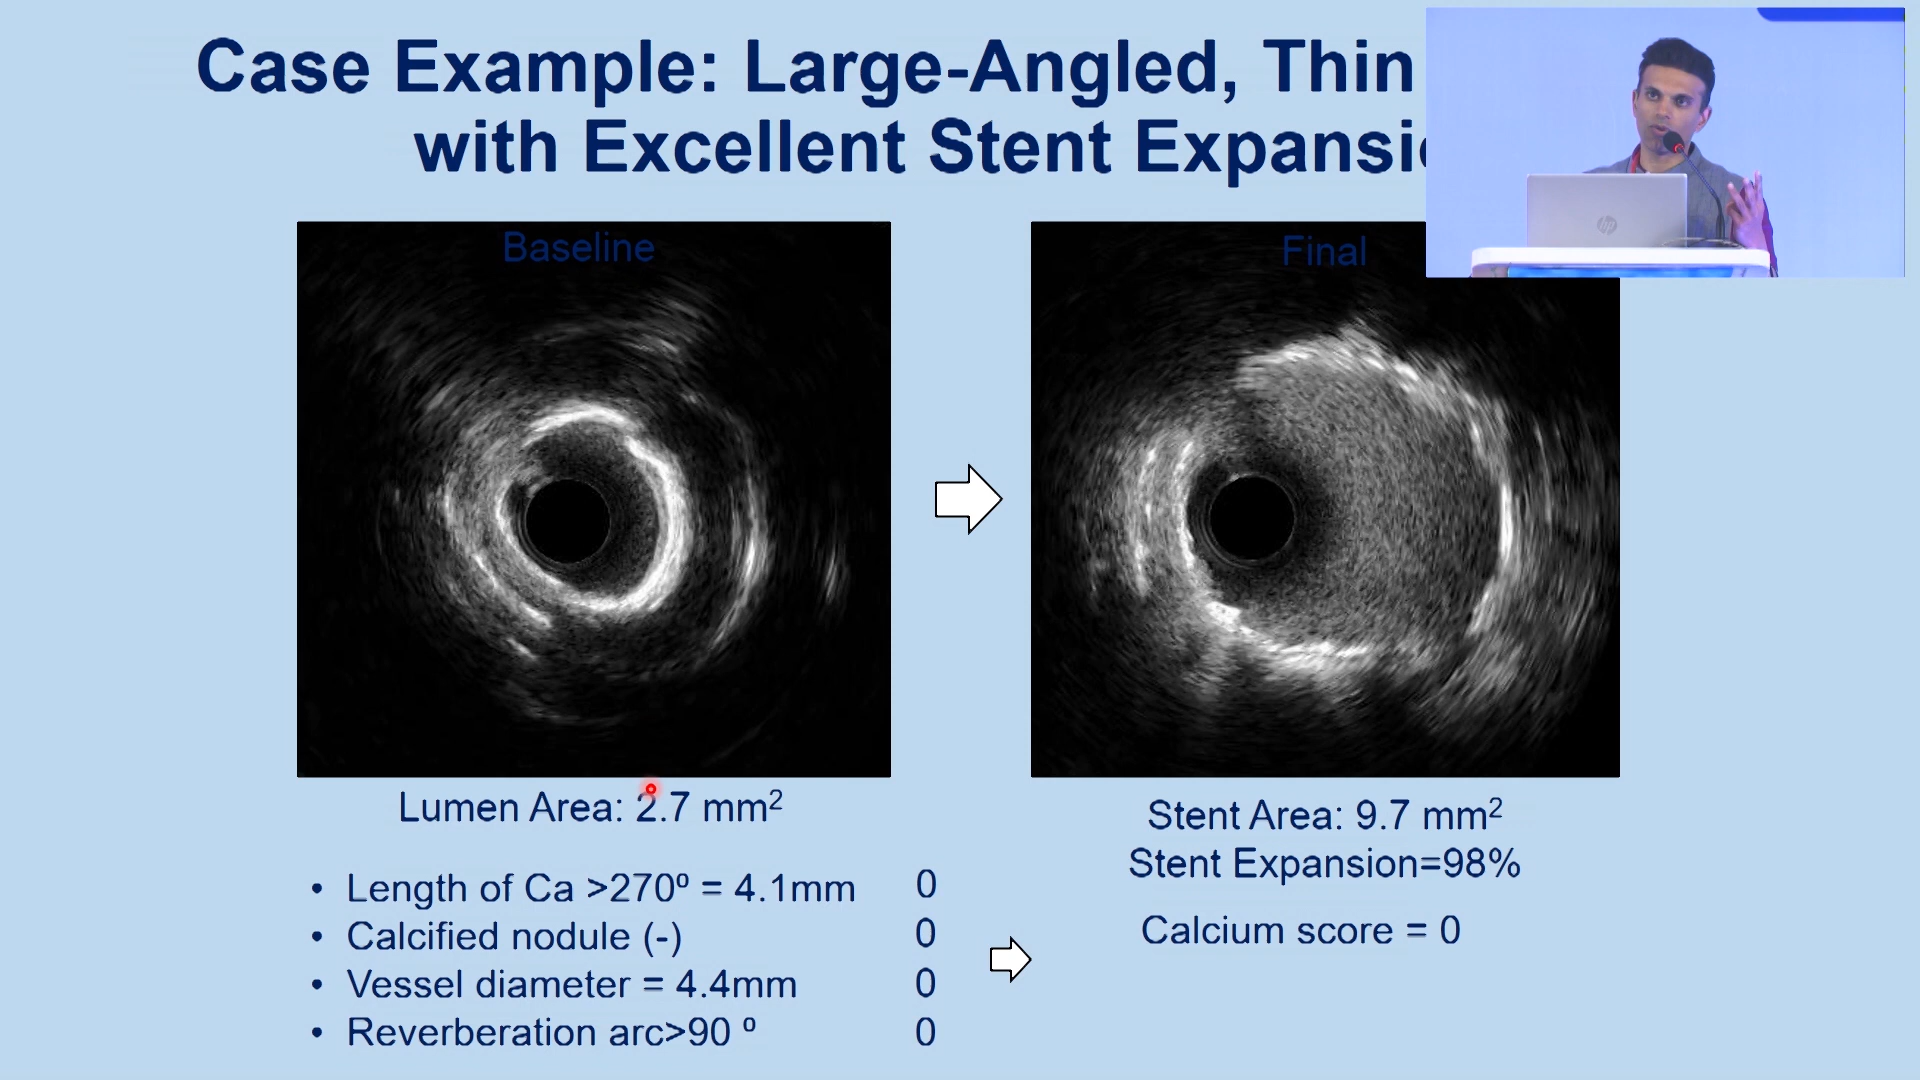 Case Example: Large-Angled, Thin
with Excellent Stent
Baseline
Final
hp
Lumen Area: 2.7 mm²
Stent Area: 9.7 mm²
Stent Expansion=98%
• Length of Ca >270º = 4.1mm 0
• Calcified nodule (-) 0
• Vessel diameter = 4.4mm 0
• Reverberation arc>90 º 0
Calcium score = 0